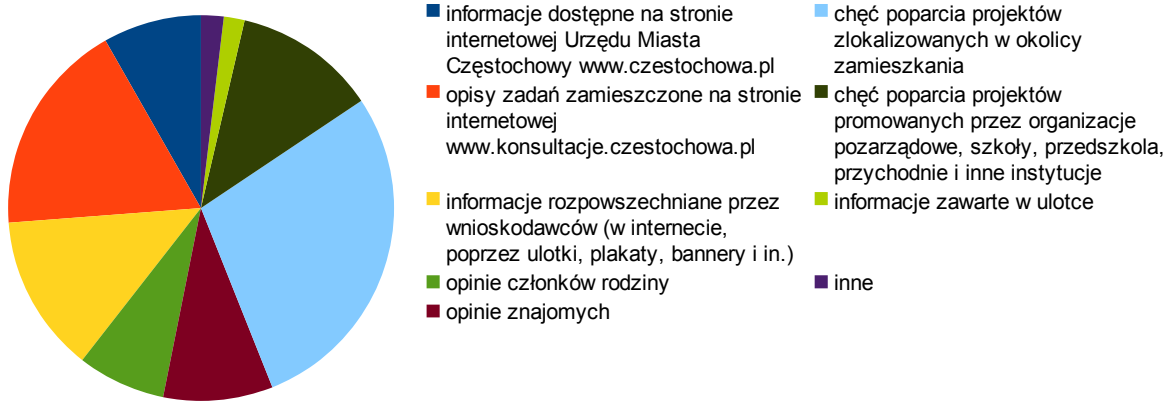 informacje dostępne na stronie
internetowej Urzędu Miasta
Częstochowy www.czestochowa.pl
opisy zadań zamieszczone na stronie
internetowej
www.konsultacje.czestochowa.pl
informacje rozpowszechniane przez
wnioskodawców (w internecie,
poprzez ulotki, plakaty, bannery i in.)
opinie członków rodziny
opinie znajomych
chęć poparcia projektów
zlokalizowanych w okolicy
zamieszkania
chęć poparcia projektów
promowanych przez organizacje
pozarządowe, szkoły, przedszkola,
przychodnie i inne instytucje
informacje zawarte w ulotce
inne